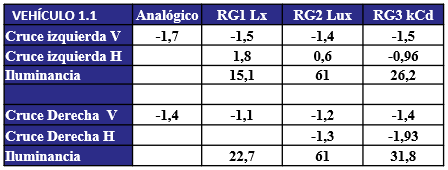 VEHÍCULO 1.1 Analógico RG1 Lx RG2 Lux RG3 kCd
Cruce izquierda V -1,7 -1,5 -1,4 -1,5
Cruce izquierda H 1,8 0,6 -0,96
Iluminancia 15,1 61 26,2
Cruce Derecha V -1,4 -1,1 -1,2 -1,4
Cruce Derecha H -1,3 -1,93
Iluminancia 22,7 61 31,8